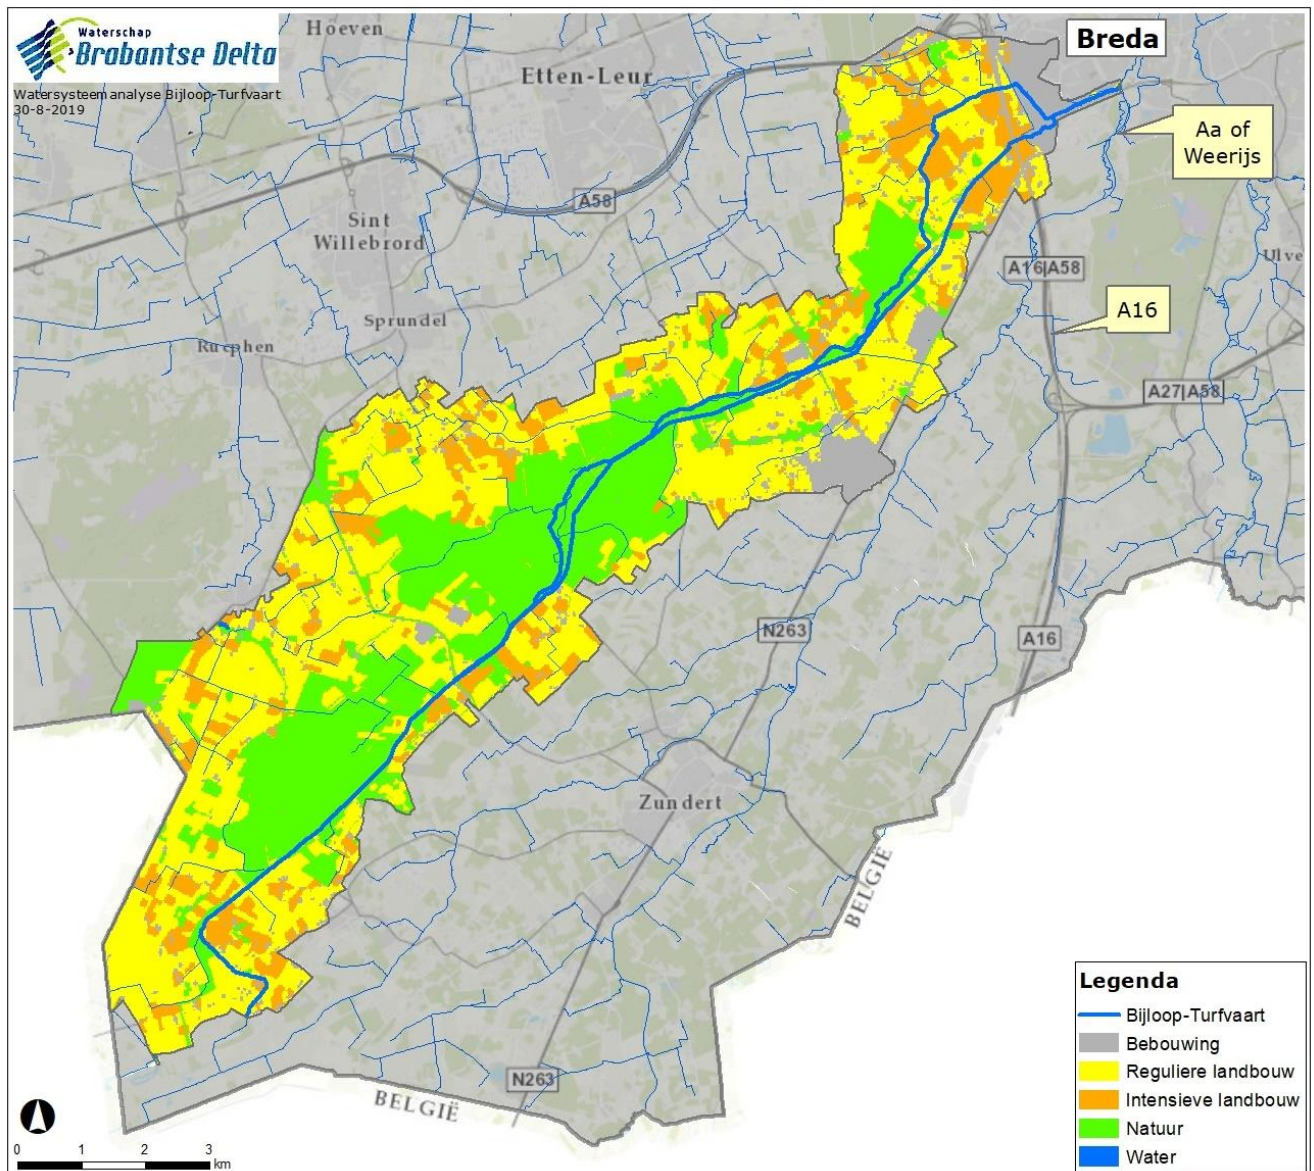 Waterschap
Brabantse Delta
Watersysteemanalyse Bijloop-Turfvaart
30-8-2019
Hoeven
Etten-Leur
Breda
Aa of
Weerijs
A58
Sint
Willebrord
Ulve
A16|A58
A16
Sprundel
Rucphen
A27|A58
N263
A16
Zundert
BELGIË
N263
BELGIË
Legenda
Bijloop-Turfvaart
Bebouwing
Reguliere landbouw
Intensieve landbouw
Natuur
Water
0 1 2 3
km